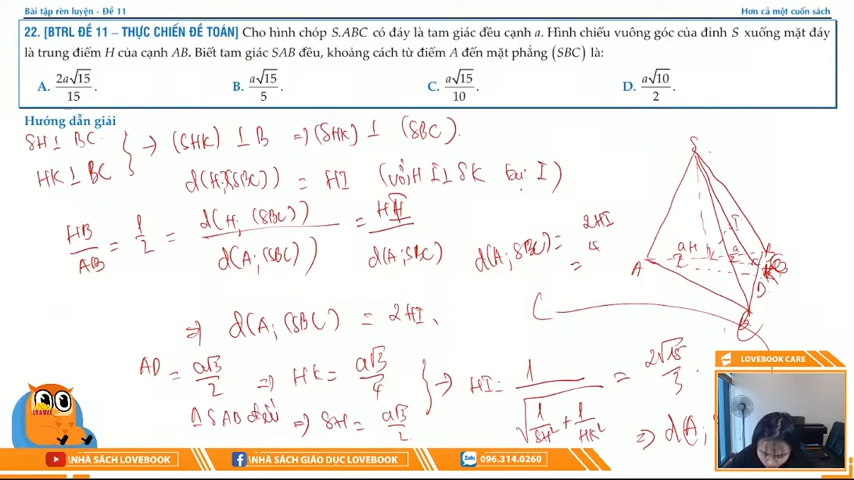 Bài tập rèn luyện - Đề 11
Hơn cả một cuốn sách
22. [BTRL ĐỀ 11 – THỰC CHIẾN ĐỀ TOÁN] Cho hình chóp S.ABC có đáy là tam giác đều cạnh a. Hình chiếu vuông góc của đỉnh S xuống mặt đáy
là trung điểm H của cạnh AB. Biết tam giác SAB đều, khoảng cách từ điểm A đến mặt phẳng (SBC) là:
A. 2a√15/15. B. a√15/5. C. a√15/10. D. a√10/2.
Hướng dẫn giải
SH ⊥ BC
HK ⊥ BC } → (SHK) ⊥ B ⇒ (SHK) ⊥ (SBC).
d(H;(SBC)) = HI (với HI ⊥ SK tại I)
HB/AB = 1/2 = d(H; (SBC))/d(A; (SBC)) = HI/d(A; SBC)
d(A; SBC) = 2HI
=
⇒ d(A; (SBC) = 2HI
AD = a√3/2 ⇒ HK = a√3/4
ΔSAB đều ⇒ SH = a√3/2 } → HI = 1/√(1/SH² + 1/HK²) = 2√15/3.
⇒ d(A;
S
I
A
H
K
D
B
LOVEBOOK CARE
NHÀ SÁCH LOVEBOOK
NHÀ SÁCH GIÁO DỤC LOVEBOOK
Zalo
096.314.0260